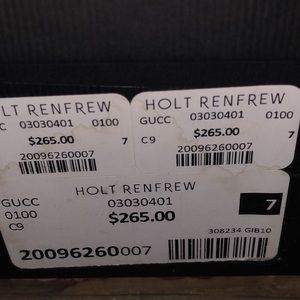 LT RENFREW
C 03030401 0100
$265.00 7
20096260007
HOLT RENFREW
GUCC 03030401 0100
$265.00
C9 7
20096260007
HOLT RENFREW
GUCC 03030401
0100 $265.00 7
C9
308234 GIB10
20096260007